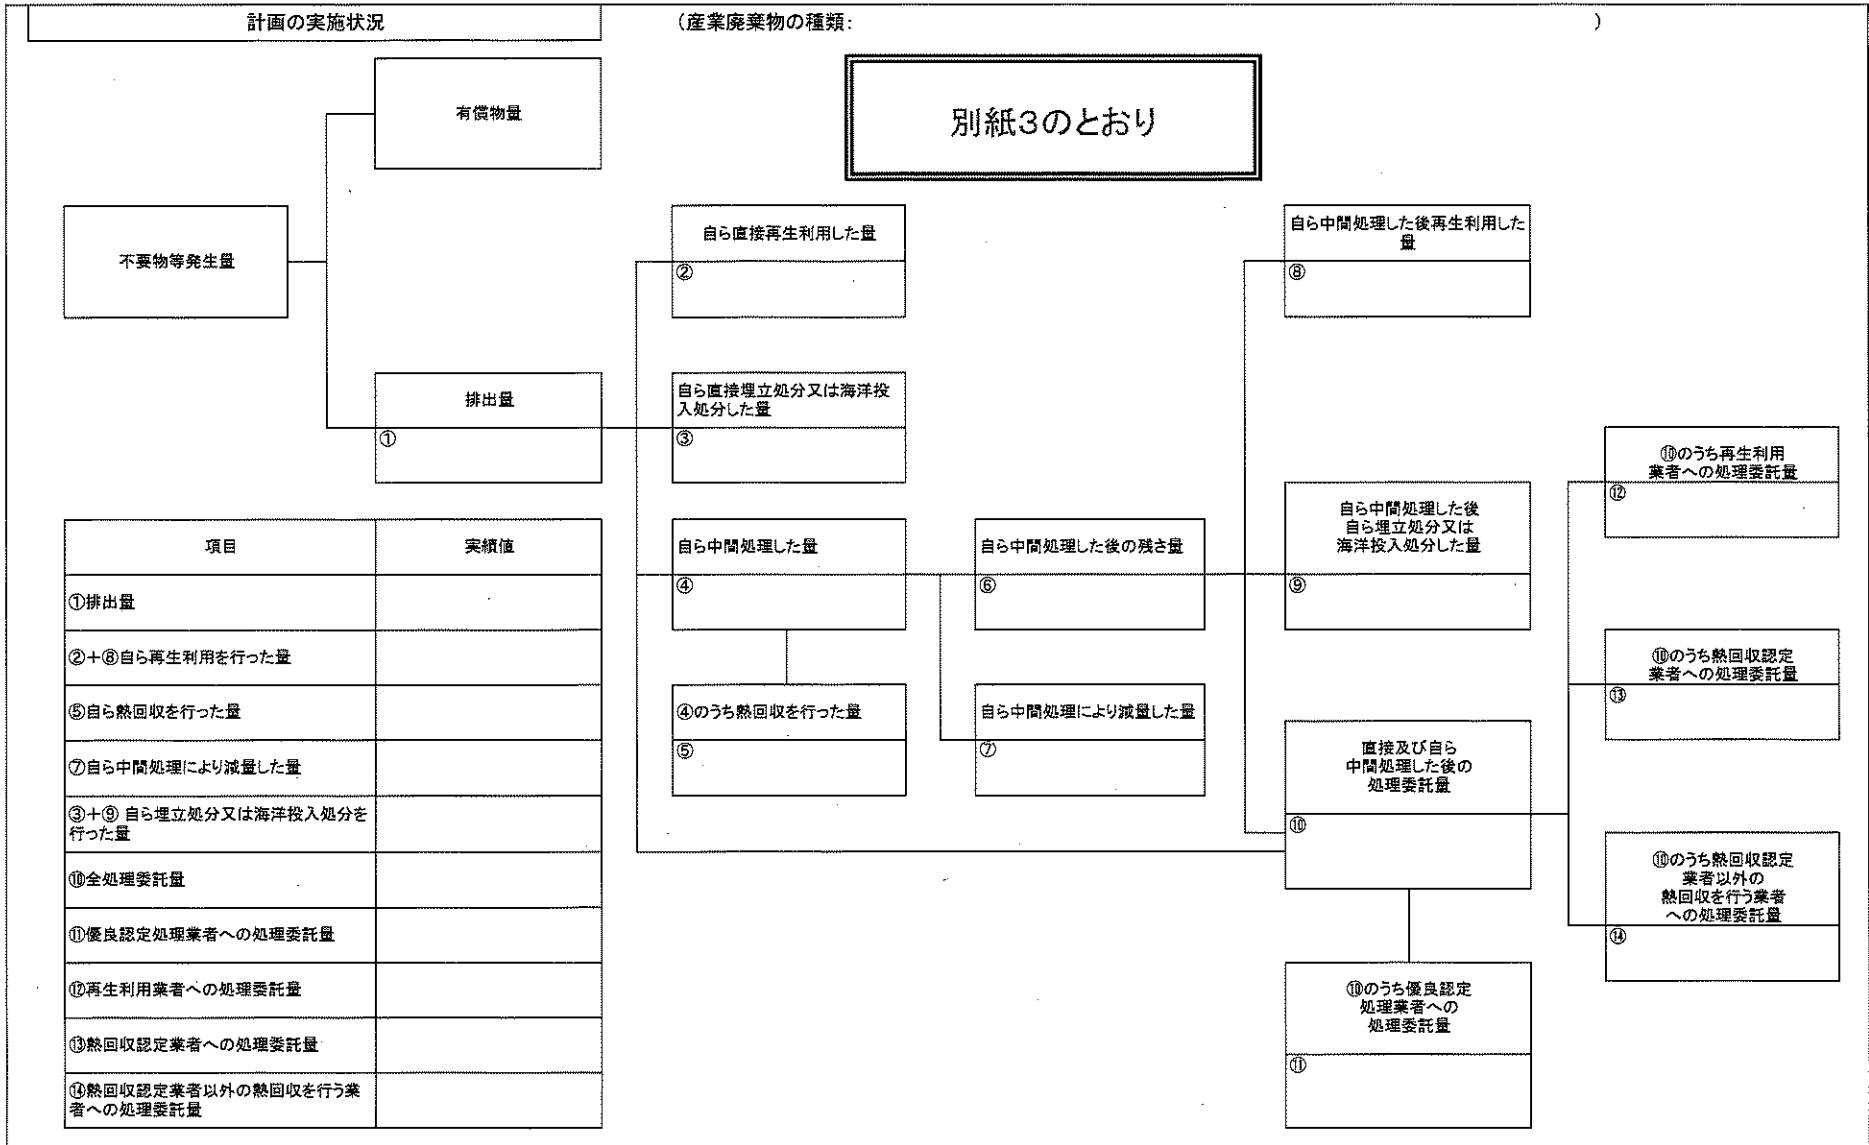 計画の実施状況
(産業廃棄物の種類: )
有償物量
別紙3のとおり
不要物等発生量
自ら直接再生利用した量
②
自ら中間処理した後再生利用した
量
⑧
排出量
①
自ら直接埋立処分又は海洋投
入処分した量
③
⑩のうち再生利用
業者への処理委託量
⑫
自ら中間処理した量
④
自ら中間処理した後の残さ量
⑥
自ら中間処理した後
自ら埋立処分又は
海洋投入処分した量
⑨
⑩のうち熱回収認定
業者への処理委託量
⑬
④のうち熱回収を行った量
⑤
自ら中間処理により減量した量
⑦
直接及び自ら
中間処理した後の
処理委託量
⑩
⑩のうち熱回収認定
業者以外の
熱回収を行う業者
への処理委託量
⑭
⑩のうち優良認定
処理業者への
処理委託量
⑪
項目 実績値
①排出量
②+⑧自ら再生利用を行った量
⑤自ら熱回収を行った量
⑦自ら中間処理により減量した量
③+⑨ 自ら埋立処分又は海洋投入処分を
行った量
⑩全処理委託量
⑪優良認定処理業者への処理委託量
⑫再生利用業者への処理委託量
⑬熱回収認定業者への処理委託量
⑭熱回収認定業者以外の熱回収を行う業
者への処理委託量